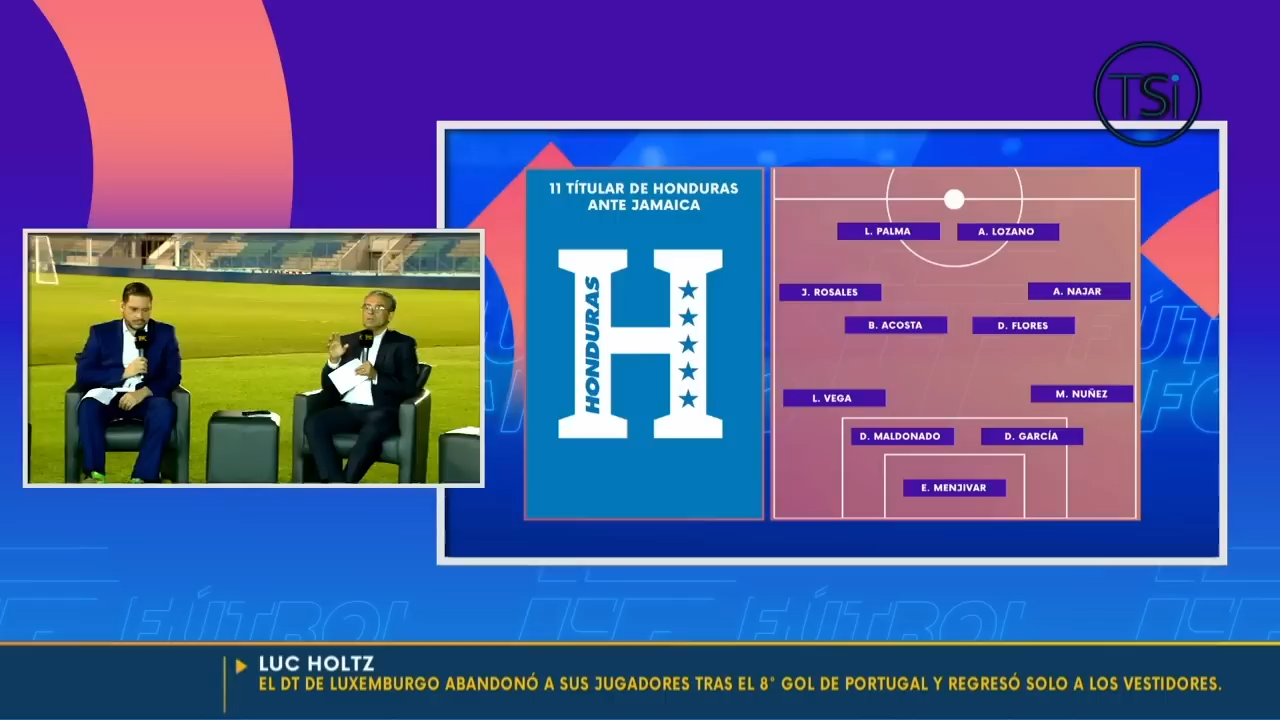 TSi
11 TÍTULAR DE HONDURAS
ANTE JAMAICA
HONDURAS
L. PALMA
A. LOZANO
J. ROSALES
A. NAJAR
B. ACOSTA
D. FLORES
L. VEGA
M. NUÑEZ
D. MALDONADO
D. GARCÍA
E. MENJIVAR
FÚTBOL
LUC HOLTZ
EL DT DE LUXEMBURGO ABANDONÓ A SUS JUGADORES TRAS EL 8° GOL DE PORTUGAL Y REGRESÓ SOLO A LOS VESTIDORES.